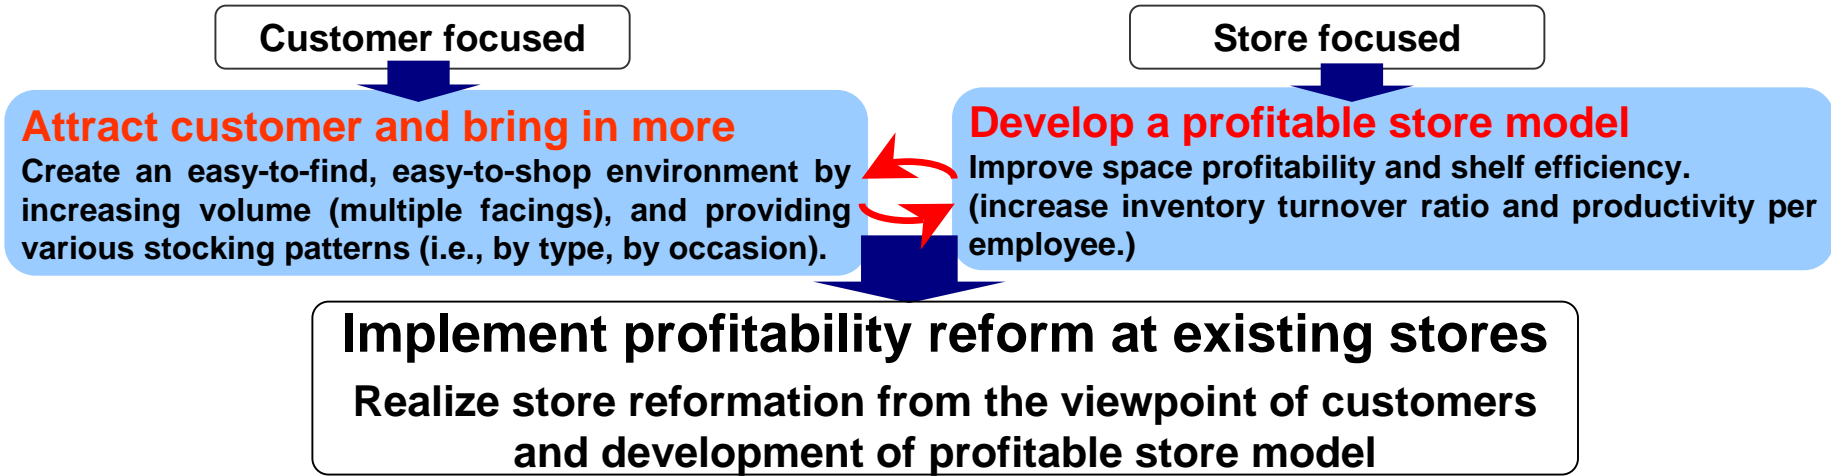 Customer focused
Attract customer and bring in more
Create an easy-to-find, easy-to-shop environment by
increasing volume (multiple facings), and providing
various stocking patterns (i.e., by type, by occasion).
Store focused
Develop a profitable store model
Improve space profitability and shelf efficiency.
(increase inventory turnover ratio and productivity per
employee.)
Implement profitability reform at existing stores
Realize store reformation from the viewpoint of customers
and development of profitable store model